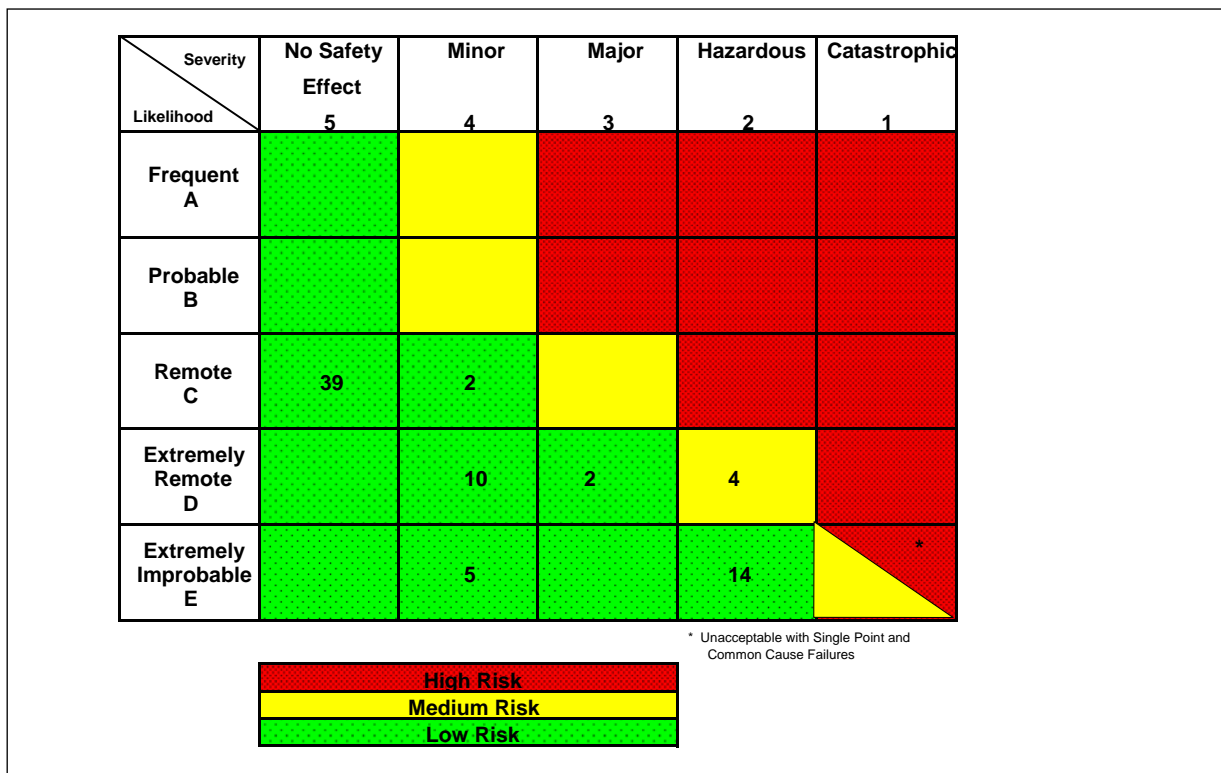 Severity
Likelihood
No Safety
Effect
5
Minor
4
Major
3
Hazardous
2
Catastrophic
1
Frequent
A
Probable
B
Remote
C
39
2
Extremely
Remote
D
10
2
4
Extremely
Improbable
E
5
14
*
* Unacceptable with Single Point and
Common Cause Failures
High Risk
Medium Risk
Low Risk